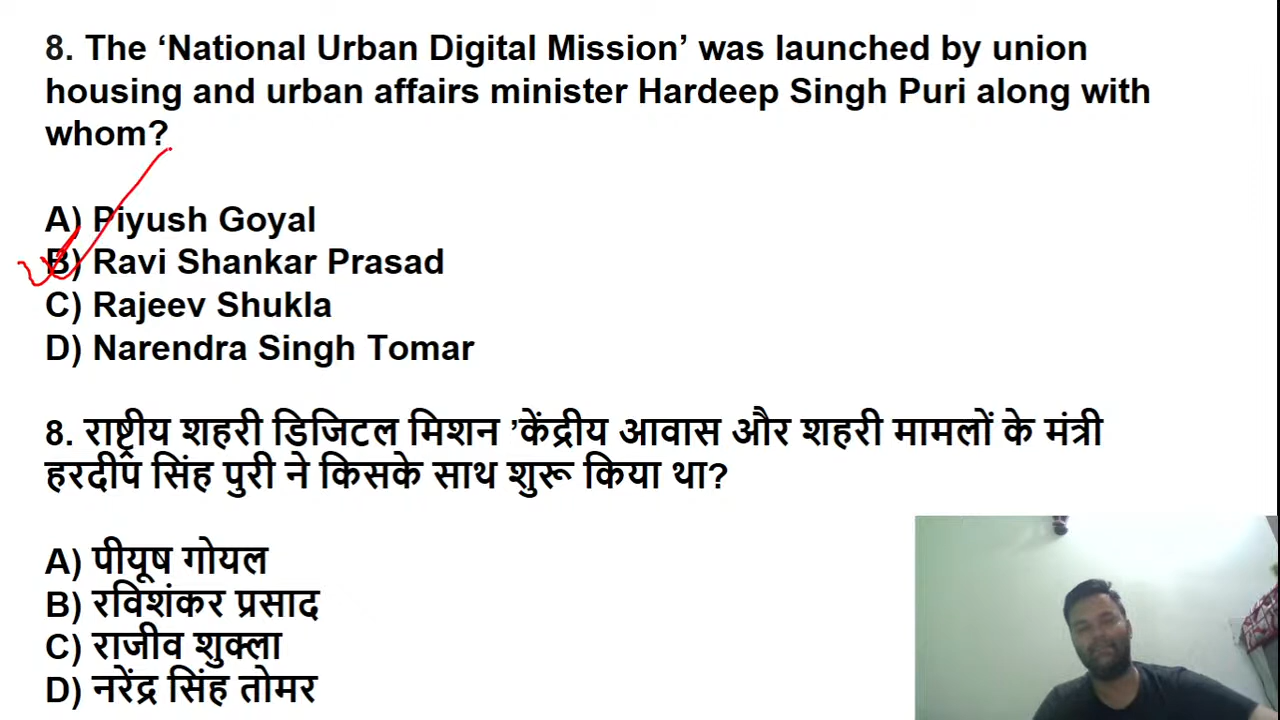 8. The ‘National Urban Digital Mission’ was launched by union
housing and urban affairs minister Hardeep Singh Puri along with
whom?
A) Piyush Goyal
B) Ravi Shankar Prasad
C) Rajeev Shukla
D) Narendra Singh Tomar
8. राष्ट्रीय शहरी डिजिटल मिशन ’केंद्रीय आवास और शहरी मामलों के मंत्री
हरदीप सिंह पुरी ने किसके साथ शुरू किया था?
A) पीयूष गोयल
B) रविशंकर प्रसाद
C) राजीव शुक्ला
D) नरेंद्र सिंह तोमर